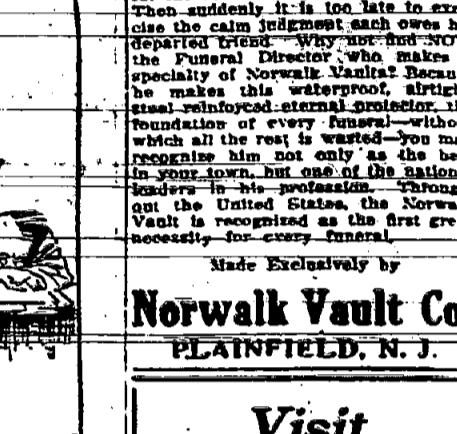 Then suddenly it is too late to exer
cise the calm judgment each owes h
departed friend. Why not find NO
the Funeral Director who makes
specialty of Norwalk Vaults? Becau
he makes this waterproof, airtigh
steel reinforced eternal protector, th
foundation of every funeral—witho
which all the rest is wasted—you ma
recognize him not only as the be
in your town, but one of the nation
leaders in his profession. Throug
out the United States, the Norwa
Vault is recognized as the first gre
necessity for every funeral.
Made Exclusively by
Norwalk Vault Co
PLAINFIELD, N. J.
Visit